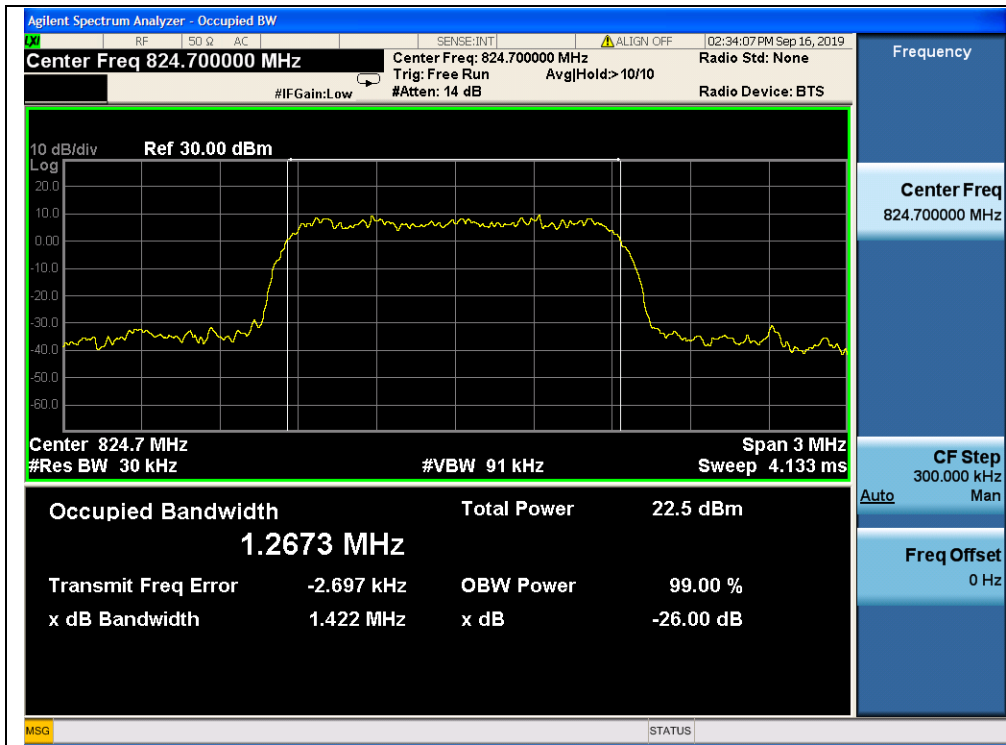 Agilent Spectrum Analyzer - Occupied BW
LXI RF 50 Ω AC SENSE:INT ALIGN OFF 02:34:07 PM Sep 16, 2019
Center Freq 824.700000 MHz
Center Freq: 824.700000 MHz
Radio Std: None
Trig: Free Run Avg|Hold:> 10/10
#IFGain:Low
#Atten: 14 dB
Radio Device: BTS
Frequency
10 dB/div Ref 30.00 dBm
Log
20.0
10.0
0.00
-10.0
-20.0
-30.0
-40.0
-50.0
-60.0
Center 824.7 MHz Span 3 MHz
#Res BW 30 kHz #VBW 91 kHz Sweep 4.133 ms
Occupied Bandwidth Total Power 22.5 dBm
1.2673 MHz
Transmit Freq Error -2.697 kHz OBW Power 99.00 %
x dB Bandwidth 1.422 MHz x dB -26.00 dB
Center Freq
824.700000 MHz
CF Step
300.000 kHz
Auto Man
Freq Offset
0 Hz
MSG STATUS